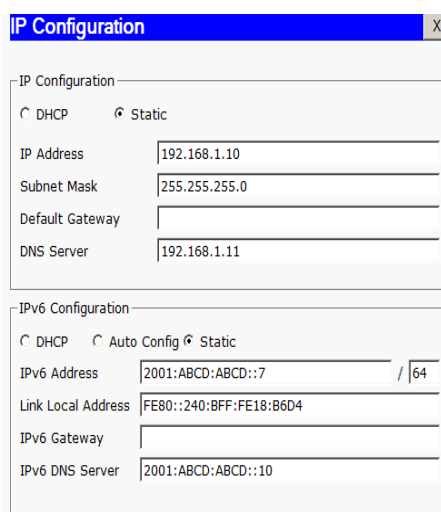 IP Configuration X
IP Configuration
DHCP Static
IP Address 192.168.1.10
Subnet Mask 255.255.255.0
Default Gateway
DNS Server 192.168.1.11
IPv6 Configuration
DHCP Auto Config Static
IPv6 Address 2001:ABCD:ABCD::7 / 64
Link Local Address FE80::240:BFF:FE18:B6D4
IPv6 Gateway
IPv6 DNS Server 2001:ABCD:ABCD::10